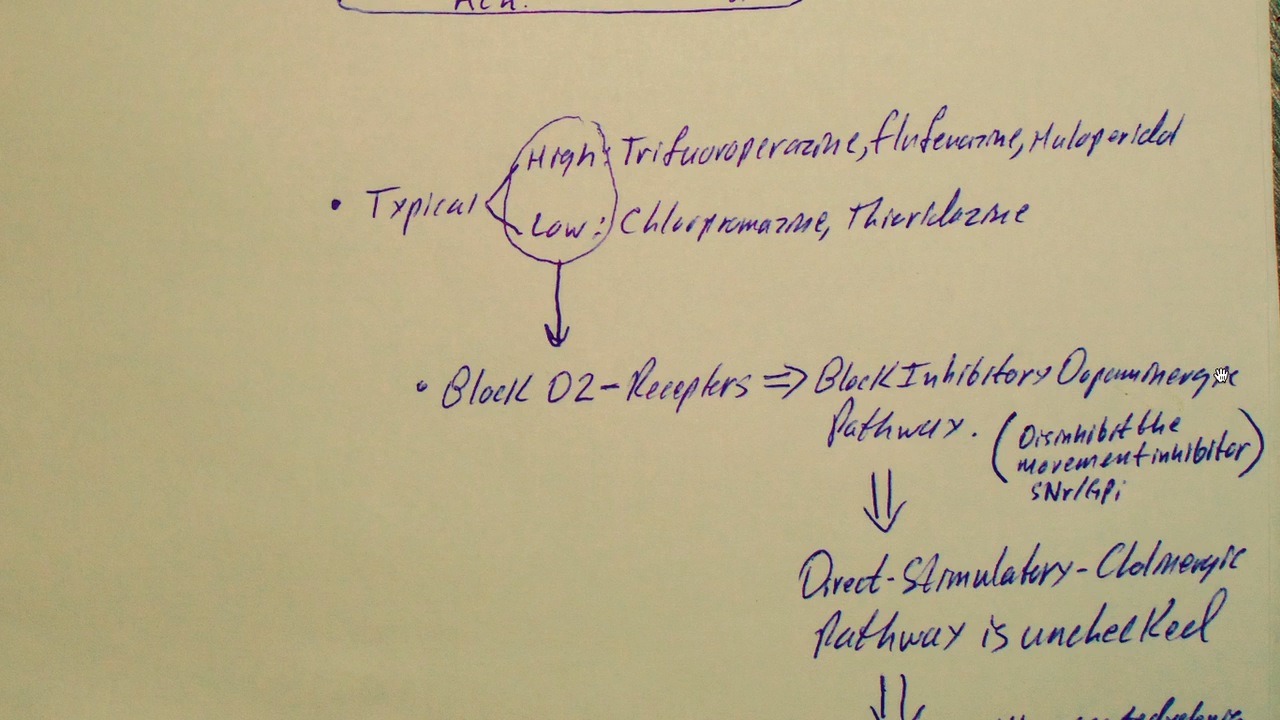 Ach.
High: Trifuoroperazine, flufenazine, Haloperidol
• Typical
Low: Chlorpromazine, Thioridazine
• Block D2-Receptors => Block Inhibitory Dopaminergic
Pathway. (Disinhibit the
movement inhibitor)
SNr/GPi
Direct-Stimulatory-Cholinergic
Pathway is unchecked